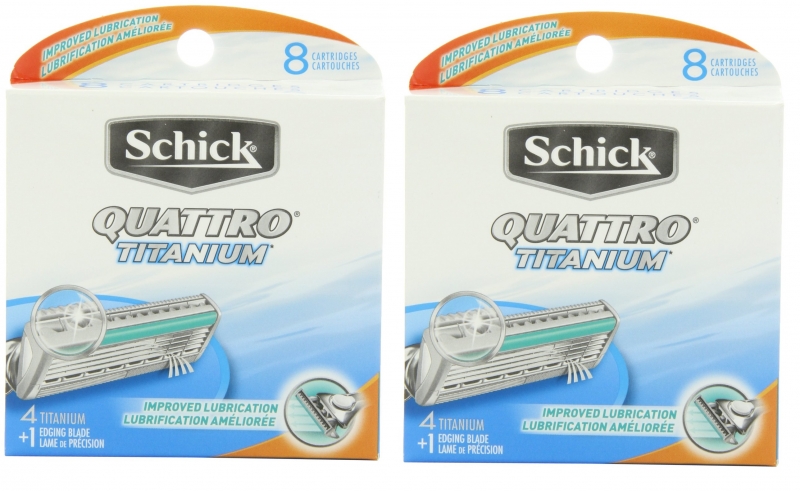 IMPROVED LUBRICATION
LUBRIFICATION AMÉLIORÉE
8 CARTRIDGES
CARTOUCHES
Schick®
QUATTRO®
TITANIUM
4 TITANIUM
+1 EDGING BLADE
LAME DE PRÉCISION
IMPROVED LUBRICATION
LUBRIFICATION AMÉLIORÉE
IMPROVED LUBRICATION
LUBRIFICATION AMÉLIORÉE
8 CARTRIDGES
CARTOUCHES
Schick®
QUATTRO®
TITANIUM
4 TITANIUM
+1 EDGING BLADE
LAME DE PRÉCISION
IMPROVED LUBRICATION
LUBRIFICATION AMÉLIORÉE